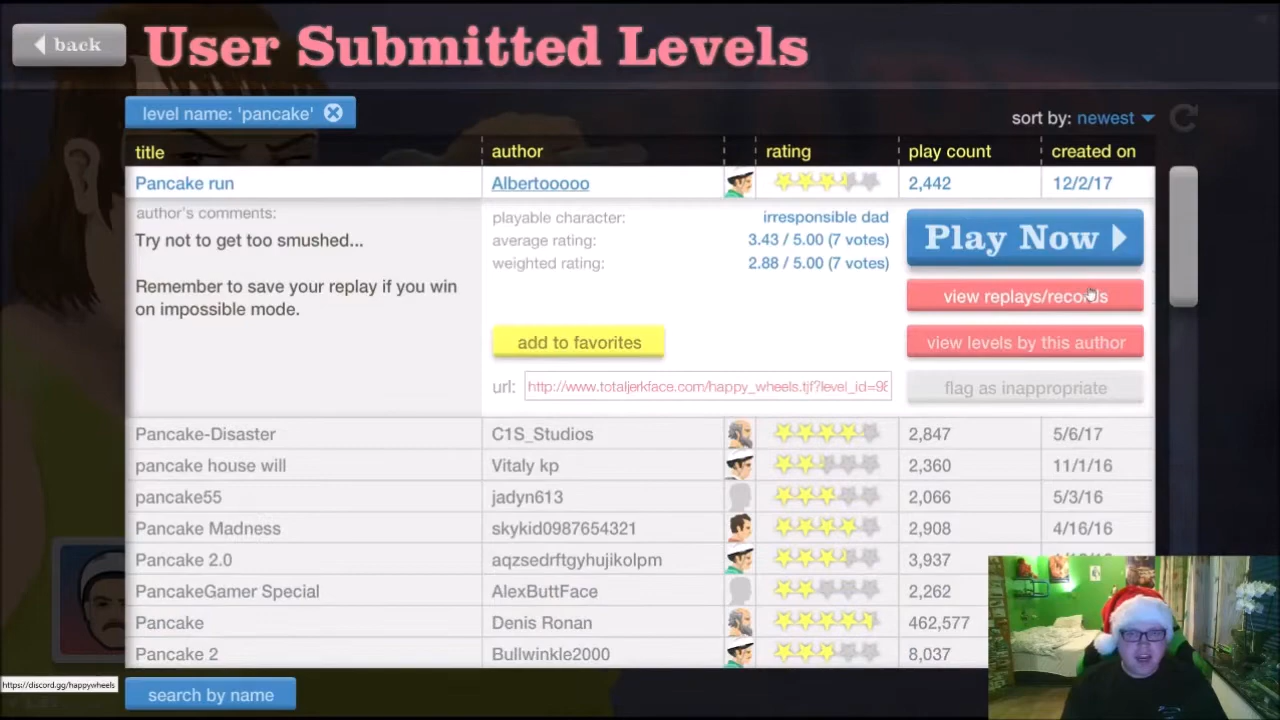 back
User Submitted Levels
level name: 'pancake'
sort by: newest
title author rating play count created on
Pancake run Albertooooo 2,442 12/2/17
author's comments:
Try not to get too smushed...
Remember to save your replay if you win
on impossible mode.
playable character: irresponsible dad
average rating: 3.43 / 5.00 (7 votes)
weighted rating: 2.88 / 5.00 (7 votes)
add to favorites
url: http://www.totaljerkface.com/happy_wheels.tjf?level_id=98
Play Now
view replays/records
view levels by this author
flag as inappropriate
Pancake-Disaster C1S_Studios 2,847 5/6/17
pancake house will Vitaly kp 2,360 11/1/16
pancake55 jadyn613 2,066 5/3/16
Pancake Madness skykid0987654321 2,908 4/16/16
Pancake 2.0 aqzsedrftgyhujikolpm 3,937
PancakeGamer Special AlexButtFace 2,262
Pancake Denis Ronan 462,577
Pancake 2 Bullwinkle2000 8,037
https://discord.gg/happywheels
search by name